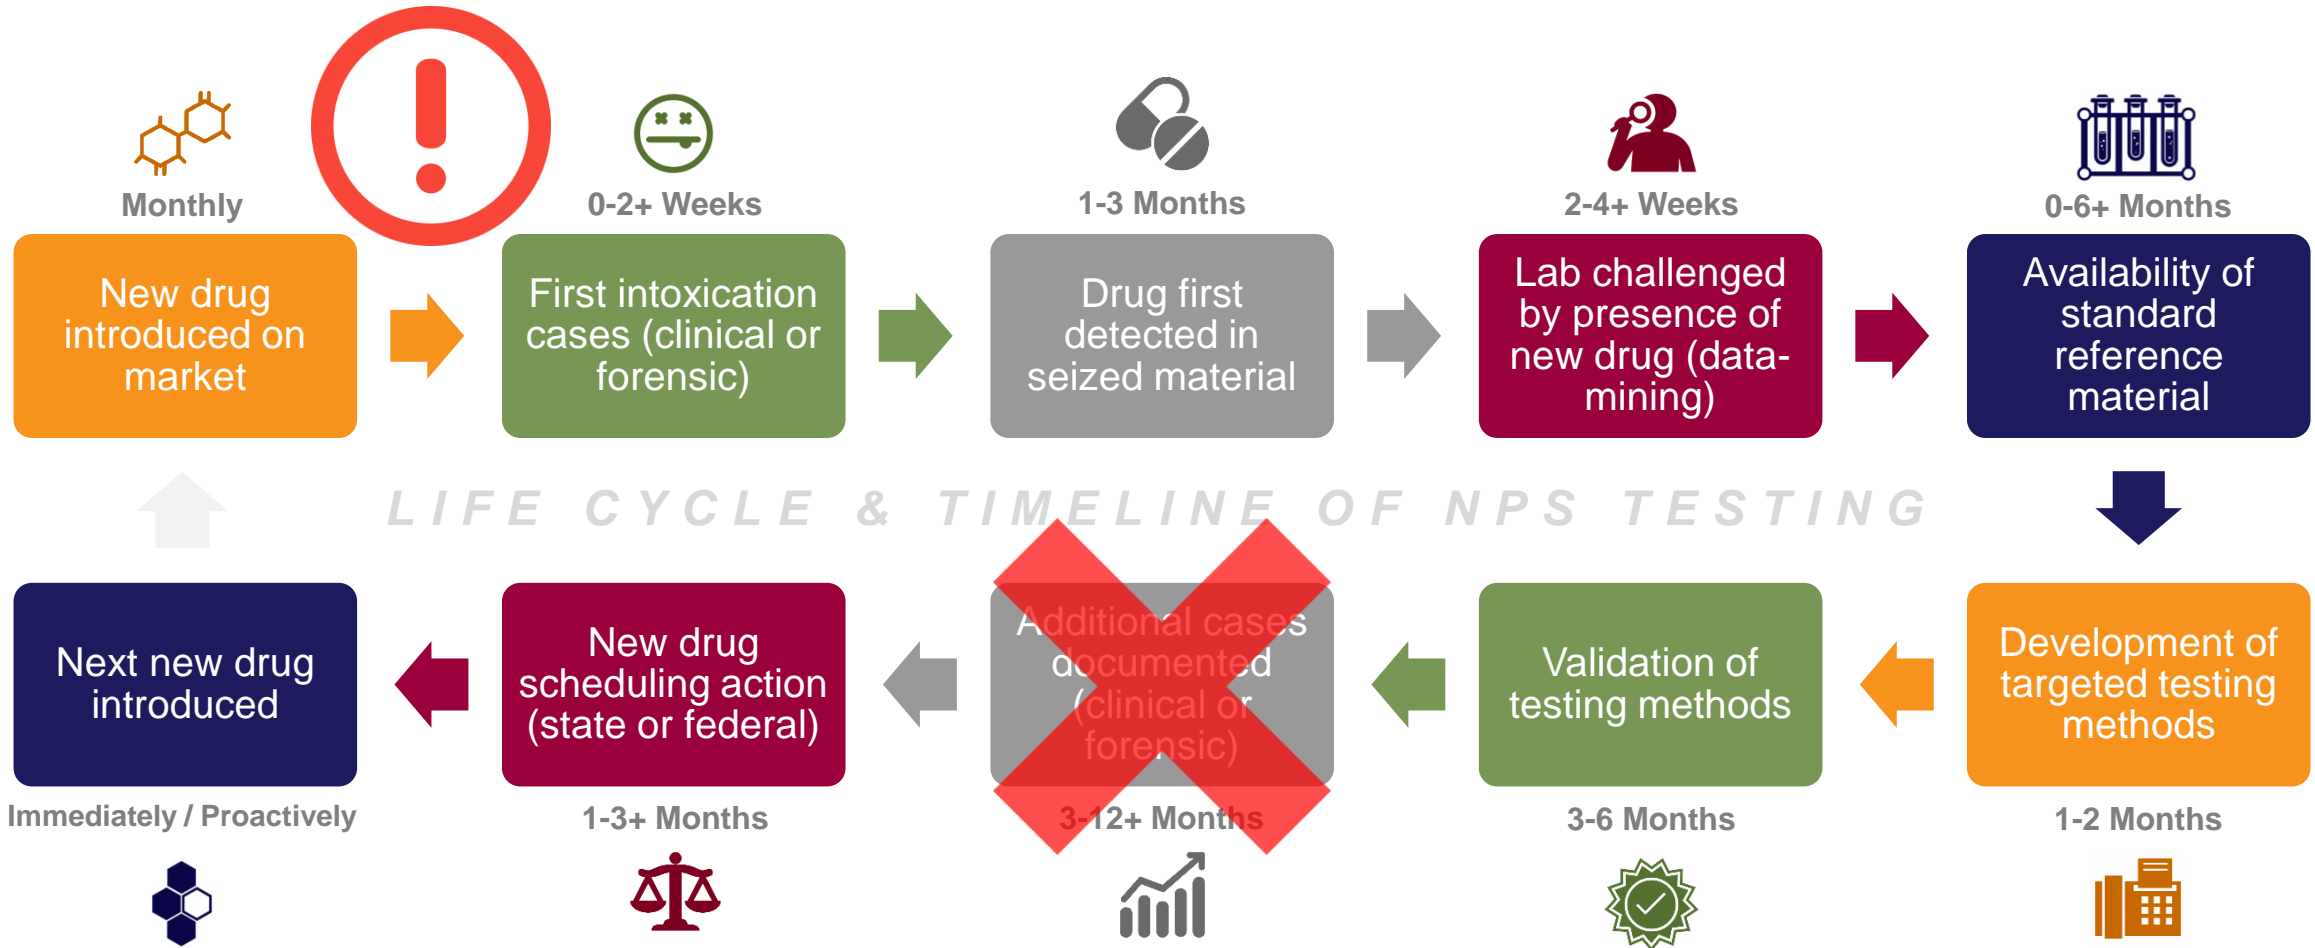 Monthly
0-2+ Weeks
1-3 Months
2-4+ Weeks
0-6+ Months
New drug
introduced on
market
First intoxication
cases (clinical or
forensic)
Drug first
detected in
seized material
Lab challenged
by presence of
new drug (data-
mining)
Availability of
standard
reference
material
LIFE CYCLE & TIMELINE OF NPS TESTING
Next new drug
introduced
New drug
scheduling action
(state or federal)
Additional cases
documented
(clinical or
forensic)
Validation of
testing methods
Development of
targeted testing
methods
Immediately / Proactively
1-3+ Months
3-12+ Months
3-6 Months
1-2 Months